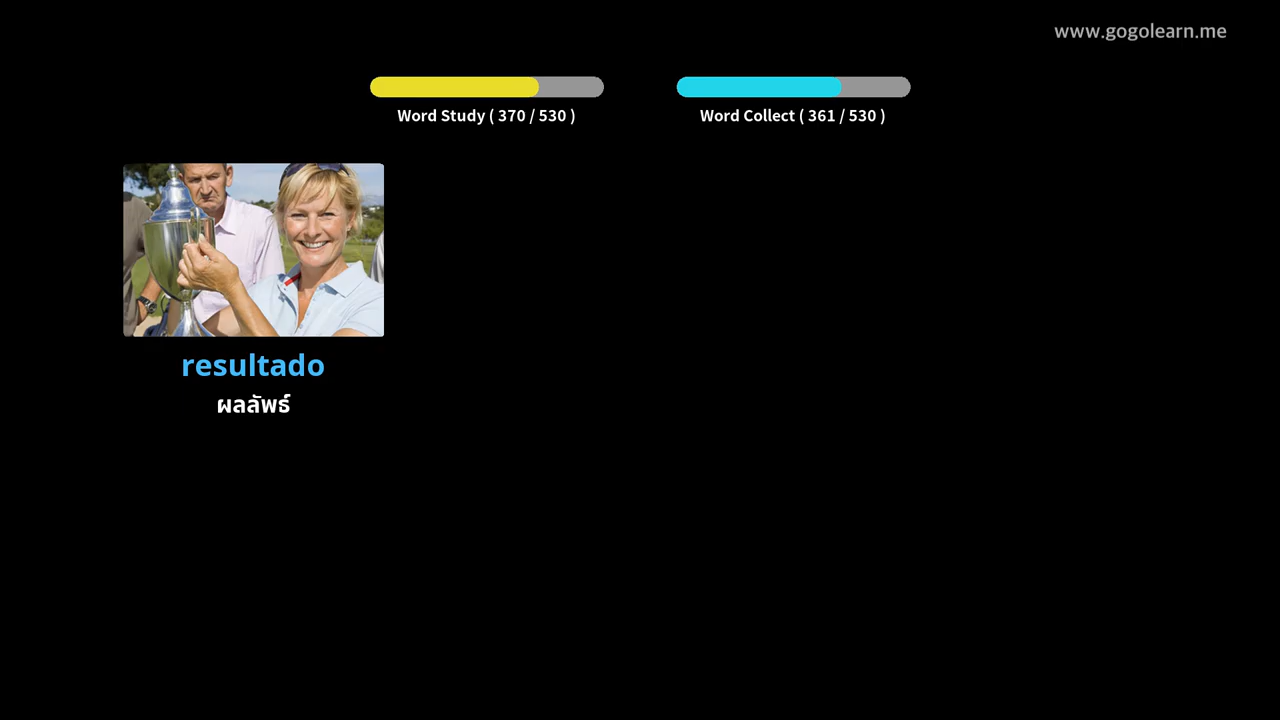 www.gogolearn.me
Word Study ( 370 / 530 )
Word Collect ( 361 / 530 )
resultado
ผลลัพธ์